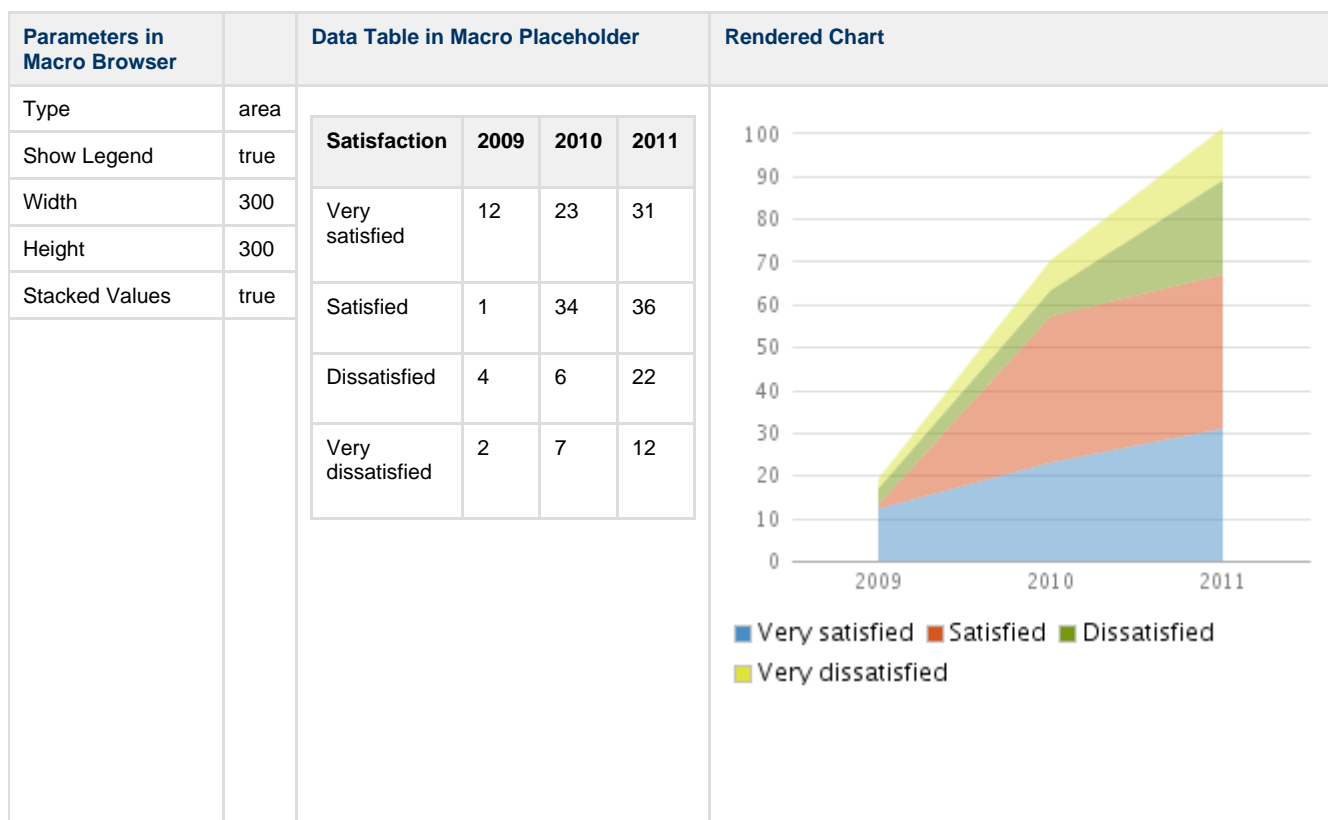 Parameters in
Macro Browser
Data Table in Macro Placeholder
Rendered Chart
Type area
Show Legend true
Width 300
Height 300
Stacked Values true
Satisfaction 2009 2010 2011
Very
satisfied 12 23 31
Satisfied 1 34 36
Dissatisfied 4 6 22
Very
dissatisfied 2 7 12
100
90
80
70
60
50
40
30
20
10
0
2009 2010 2011
Very satisfied Satisfied Dissatisfied
Very dissatisfied